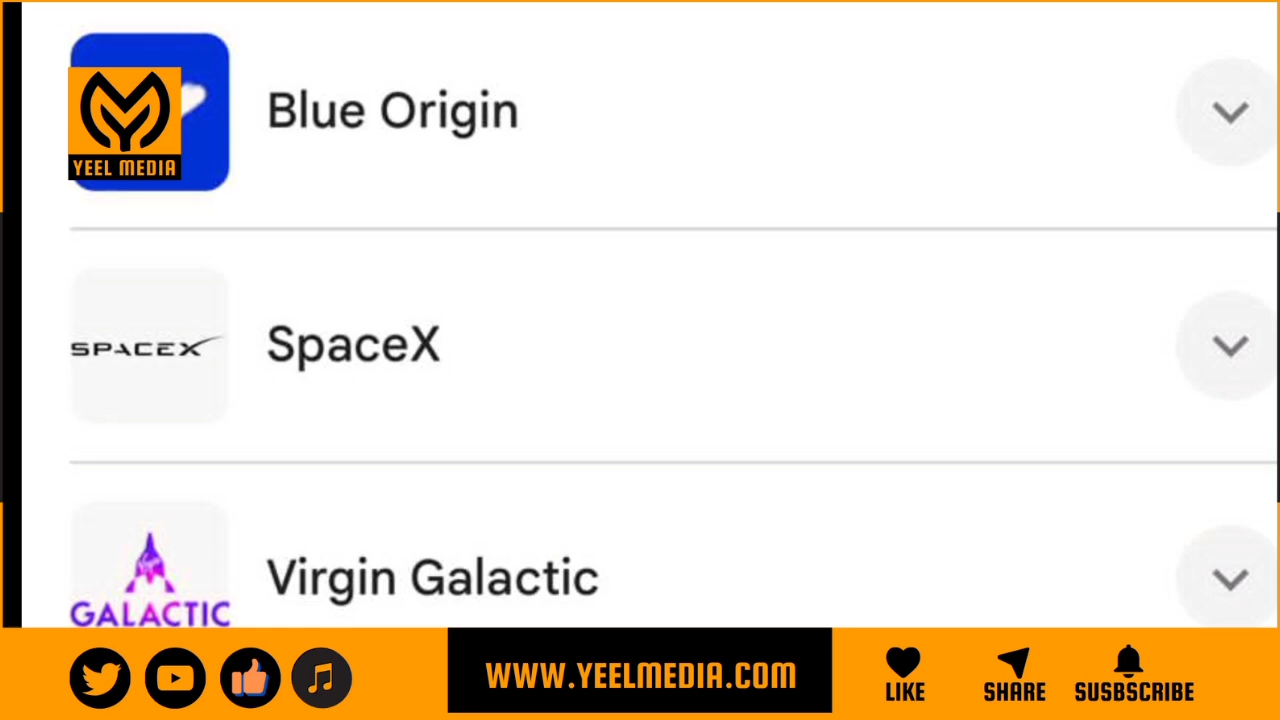 Blue Origin
YEEL MEDIA
SPACEX
SpaceX
Virgin Galactic
GALACTIC
WWW.YEELMEDIA.COM
LIKE
SHARE
SUSBSCRIBE